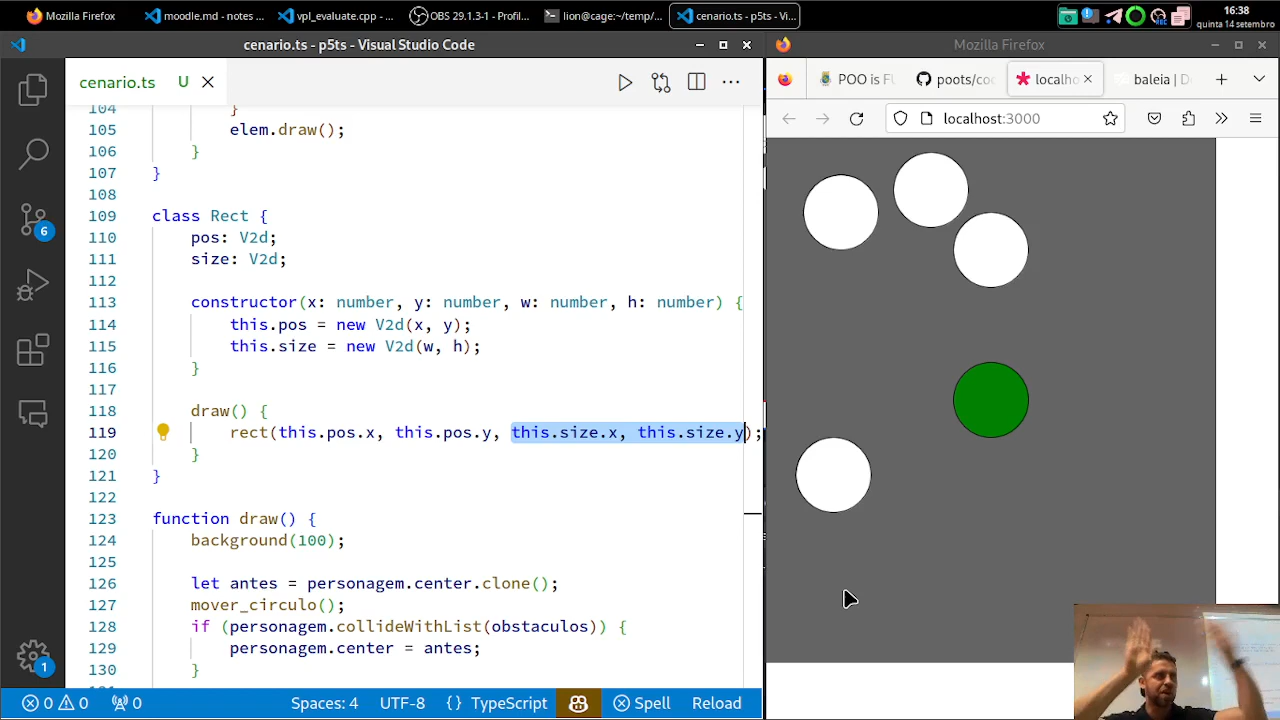 Mozilla Firefox
moodle.md - notes ...
vpl_evaluate.cpp - ...
OBS 29.1.3-1 - Profil...
lion@cage:~/temp/...
cenario.ts - p5ts - Vi...
16:38
quinta 14 setembro
cenario.ts - p5ts - Visual Studio Code
Mozilla Firefox
cenario.ts U
POO is FU
cod
localho
baleia | D
localhost:3000
104 }
105 elem.draw();
106 }
107 }
108
109 class Rect {
110 pos: V2d;
111 size: V2d;
112
113 constructor(x: number, y: number, w: number, h: number) {
114 this.pos = new V2d(x, y);
115 this.size = new V2d(w, h);
116 }
117
118 draw() {
119 rect(this.pos.x, this.pos.y, this.size.x, this.size.y);
120 }
121 }
122
123 function draw() {
124 background(100);
125
126 let antes = personagem.center.clone();
127 mover_circulo();
128 if (personagem.collideWithList(obstaculos)) {
129 personagem.center = antes;
130 }
6
1
0 0 0
Spaces: 4
UTF-8
{ } TypeScript
Spell
Reload